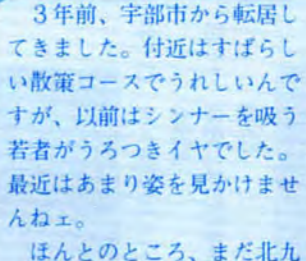 3年前、宇部市から転居し
てきました。付近はすばらし
い散策コースでうれしいんで
すが、以前はシンナーを吸う
若者がうろつきイヤでした。
最近はあまり姿を見かけませ
んねェ。
　ほんとのところ、まだ北九